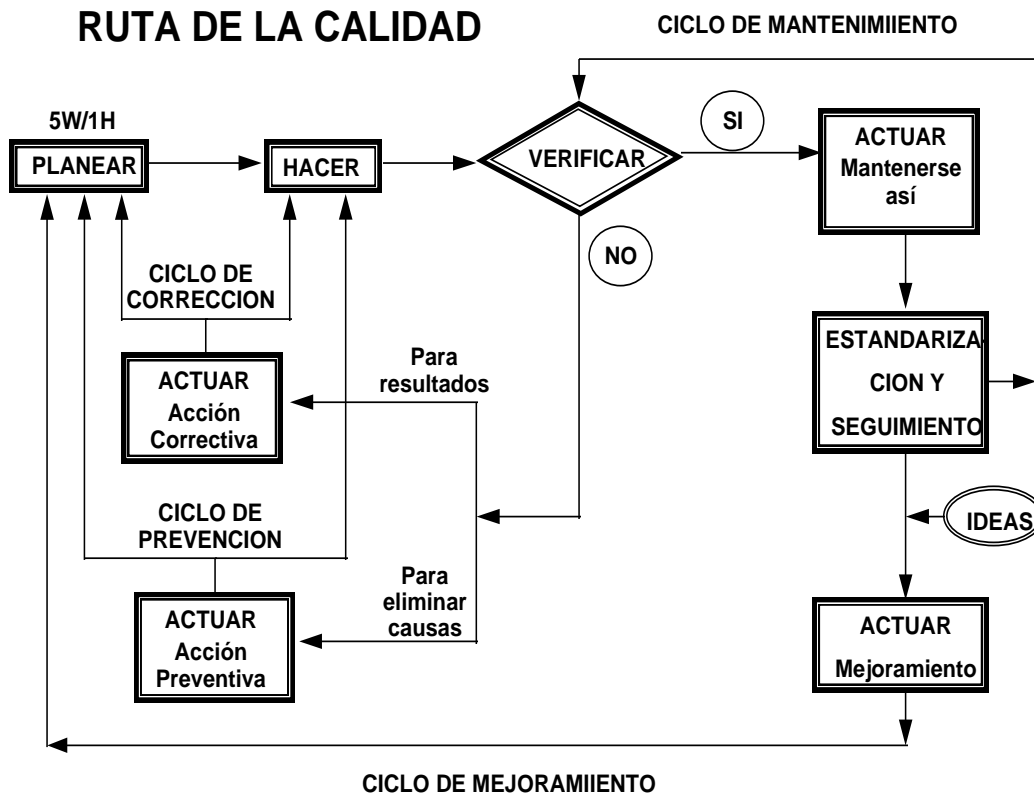 RUTA DE LA CALIDAD
CICLO DE MANTENIMIENTO
5W/1H
PLANEAR
HACER
VERIFICAR
SI
ACTUAR
Mantenerse
así
NO
CICLO DE
CORRECCION
ESTANDARIZA-
CION Y
SEGUIMIENTO
Para
resultados
ACTUAR
Acción
Correctiva
CICLO DE
PREVENCION
IDEAS
Para
eliminar
causas
ACTUAR
Acción
Preventiva
ACTUAR
Mejoramiento
CICLO DE MEJORAMIENTO